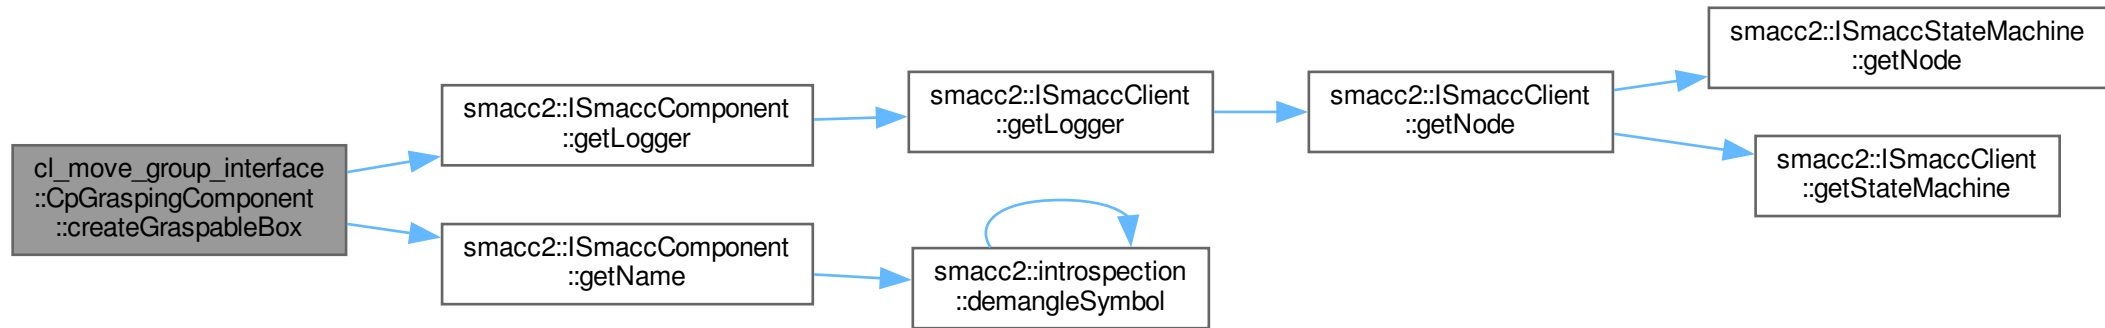 cl_move_group_interface
::CpGraspingComponent
::createGraspableBox
smacc2::ISmaccComponent
::getLogger
smacc2::ISmaccClient
::getLogger
smacc2::ISmaccClient
::getNode
smacc2::ISmaccStateMachine
::getNode
smacc2::ISmaccClient
::getStateMachine
smacc2::ISmaccComponent
::getName
smacc2::introspection
::demangleSymbol